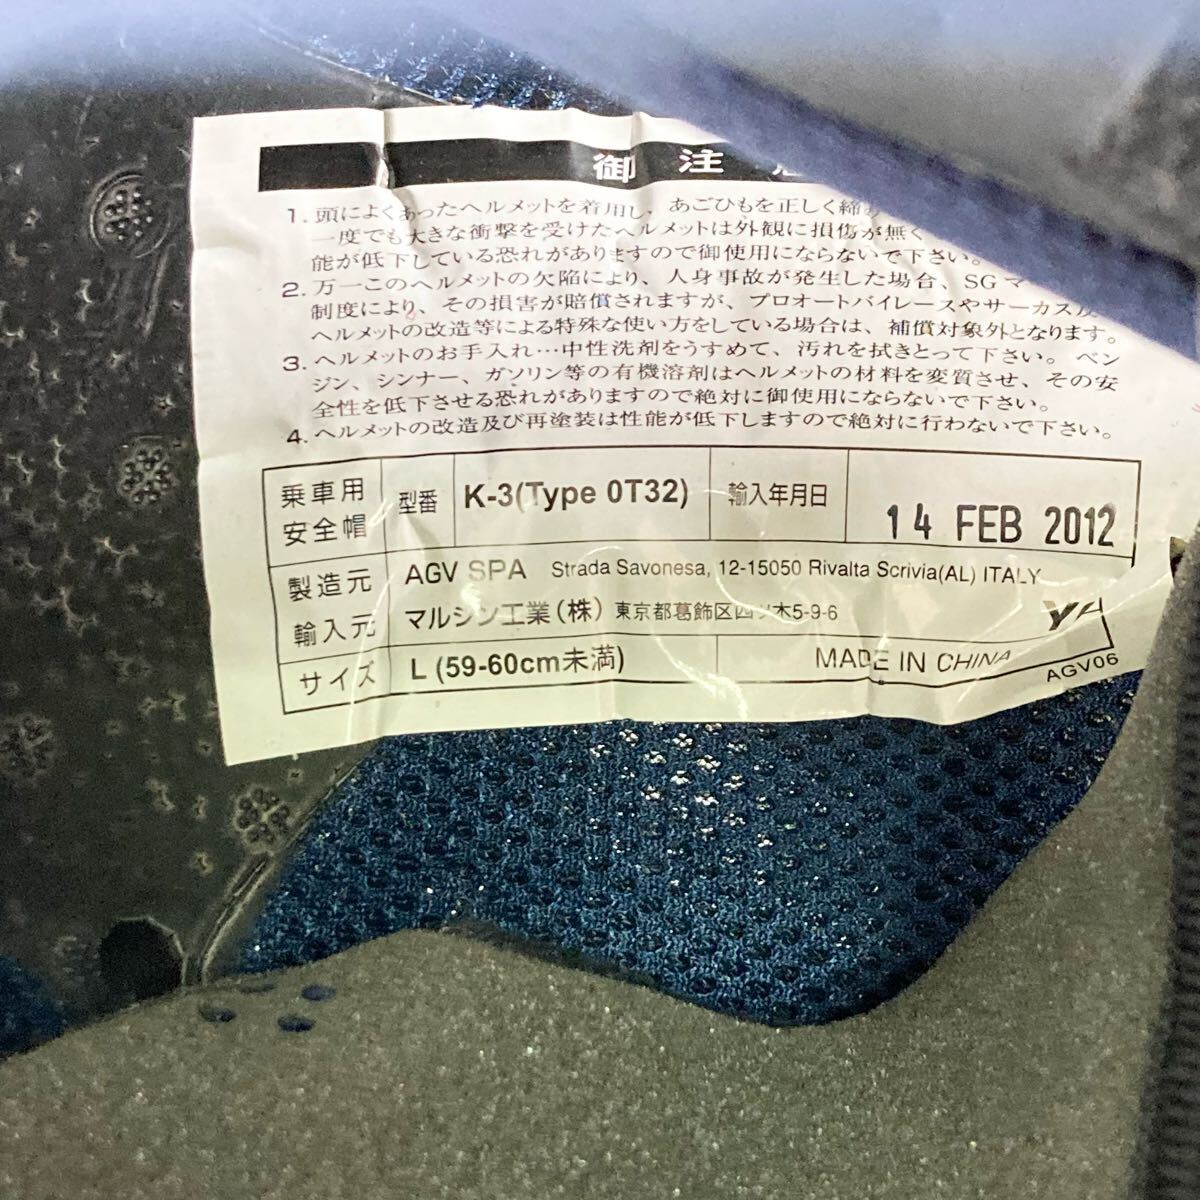 御 注
1. 頭によくあったヘルメットを着用し、あごひもを正しく締め
一度でも大きな衝撃を受けたヘルメットは外観に損傷が無く
能が低下している恐れがありますので御使用にならないで下さい。
2. 万一このヘルメットの欠陥により、人身事故が発生した場合、SGマ
制度により、その損害が賠償されますが、プロオートバイレースやサーカス及
ヘルメットの改造等による特殊な使い方をしている場合は、補償対象外となります。
3. ヘルメットのお手入れ…中性洗剤をうすめて、汚れを拭きとって下さい。ベン
ジン、シンナー、ガソリン等の有機溶剤はヘルメットの材料を変質させ、その安
全性を低下させる恐れがありますので絶対に御使用にならないで下さい。
4. ヘルメットの改造及び再塗装は性能が低下しますので絶対に行わないで下さい。
乗車用安全帽 型番 K-3(Type 0T32) 輸入年月日 14 FEB 2012
製造元 AGV SPA Strada Savonesa, 12-15050 Rivalta Scrivia(AL) ITALY
輸入元 マルシン工業(株) 東京都葛飾区四ツ木5-9-6
サイズ L (59-60cm未満) MADE IN CHINA
AGV06